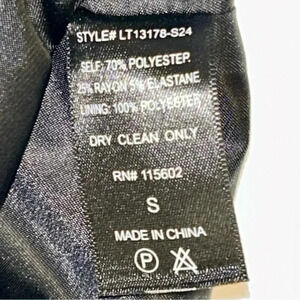 STYLE# LT13178-S24
SELF: 70% POLYESTEP.
25% RAYON 5% ELASTANE
LINING: 100% POLYESTER
DRY CLEAN ONLY
RN# 115602
S
MADE IN CHINA
P